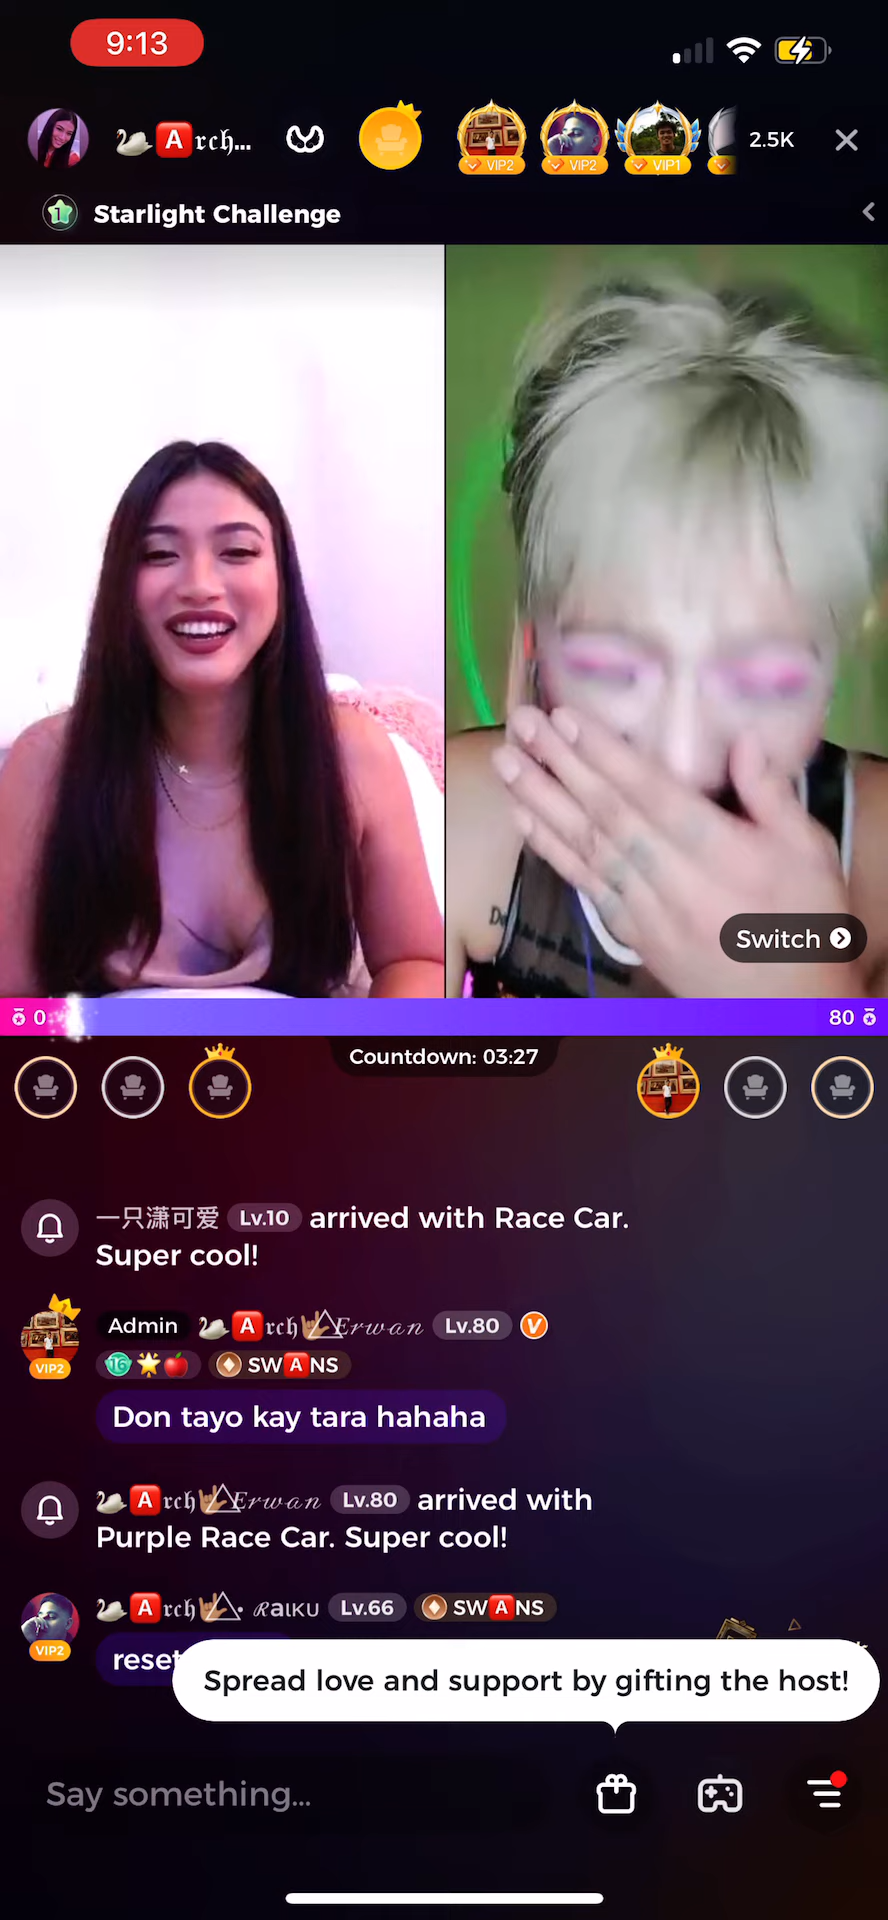 9:13
🦢🅰️𝔯𝔠𝔥... VIP2 VIP2 VIP1 2.5K
1 Starlight Challenge
Switch
0 80
Countdown: 03:27
一只潇可爱 Lv.10 arrived with Race Car.
Super cool!
Admin 🦢🅰️𝔯𝔠𝔥🤟🏽△𝓔𝓻𝔀𝓪𝓷 Lv.80 V
VIP2 16🌟🍎 SW🅰️NS
Don tayo kay tara hahaha
🦢🅰️𝔯𝔠𝔥🤟🏽△𝓔𝓻𝔀𝓪𝓷 Lv.80 arrived with
Purple Race Car. Super cool!
🦢🅰️𝔯𝔠𝔥🤟🏽△• ℛaιкυ Lv.66 SW🅰️NS
VIP2 reset
Spread love and support by gifting the host!
Say something...